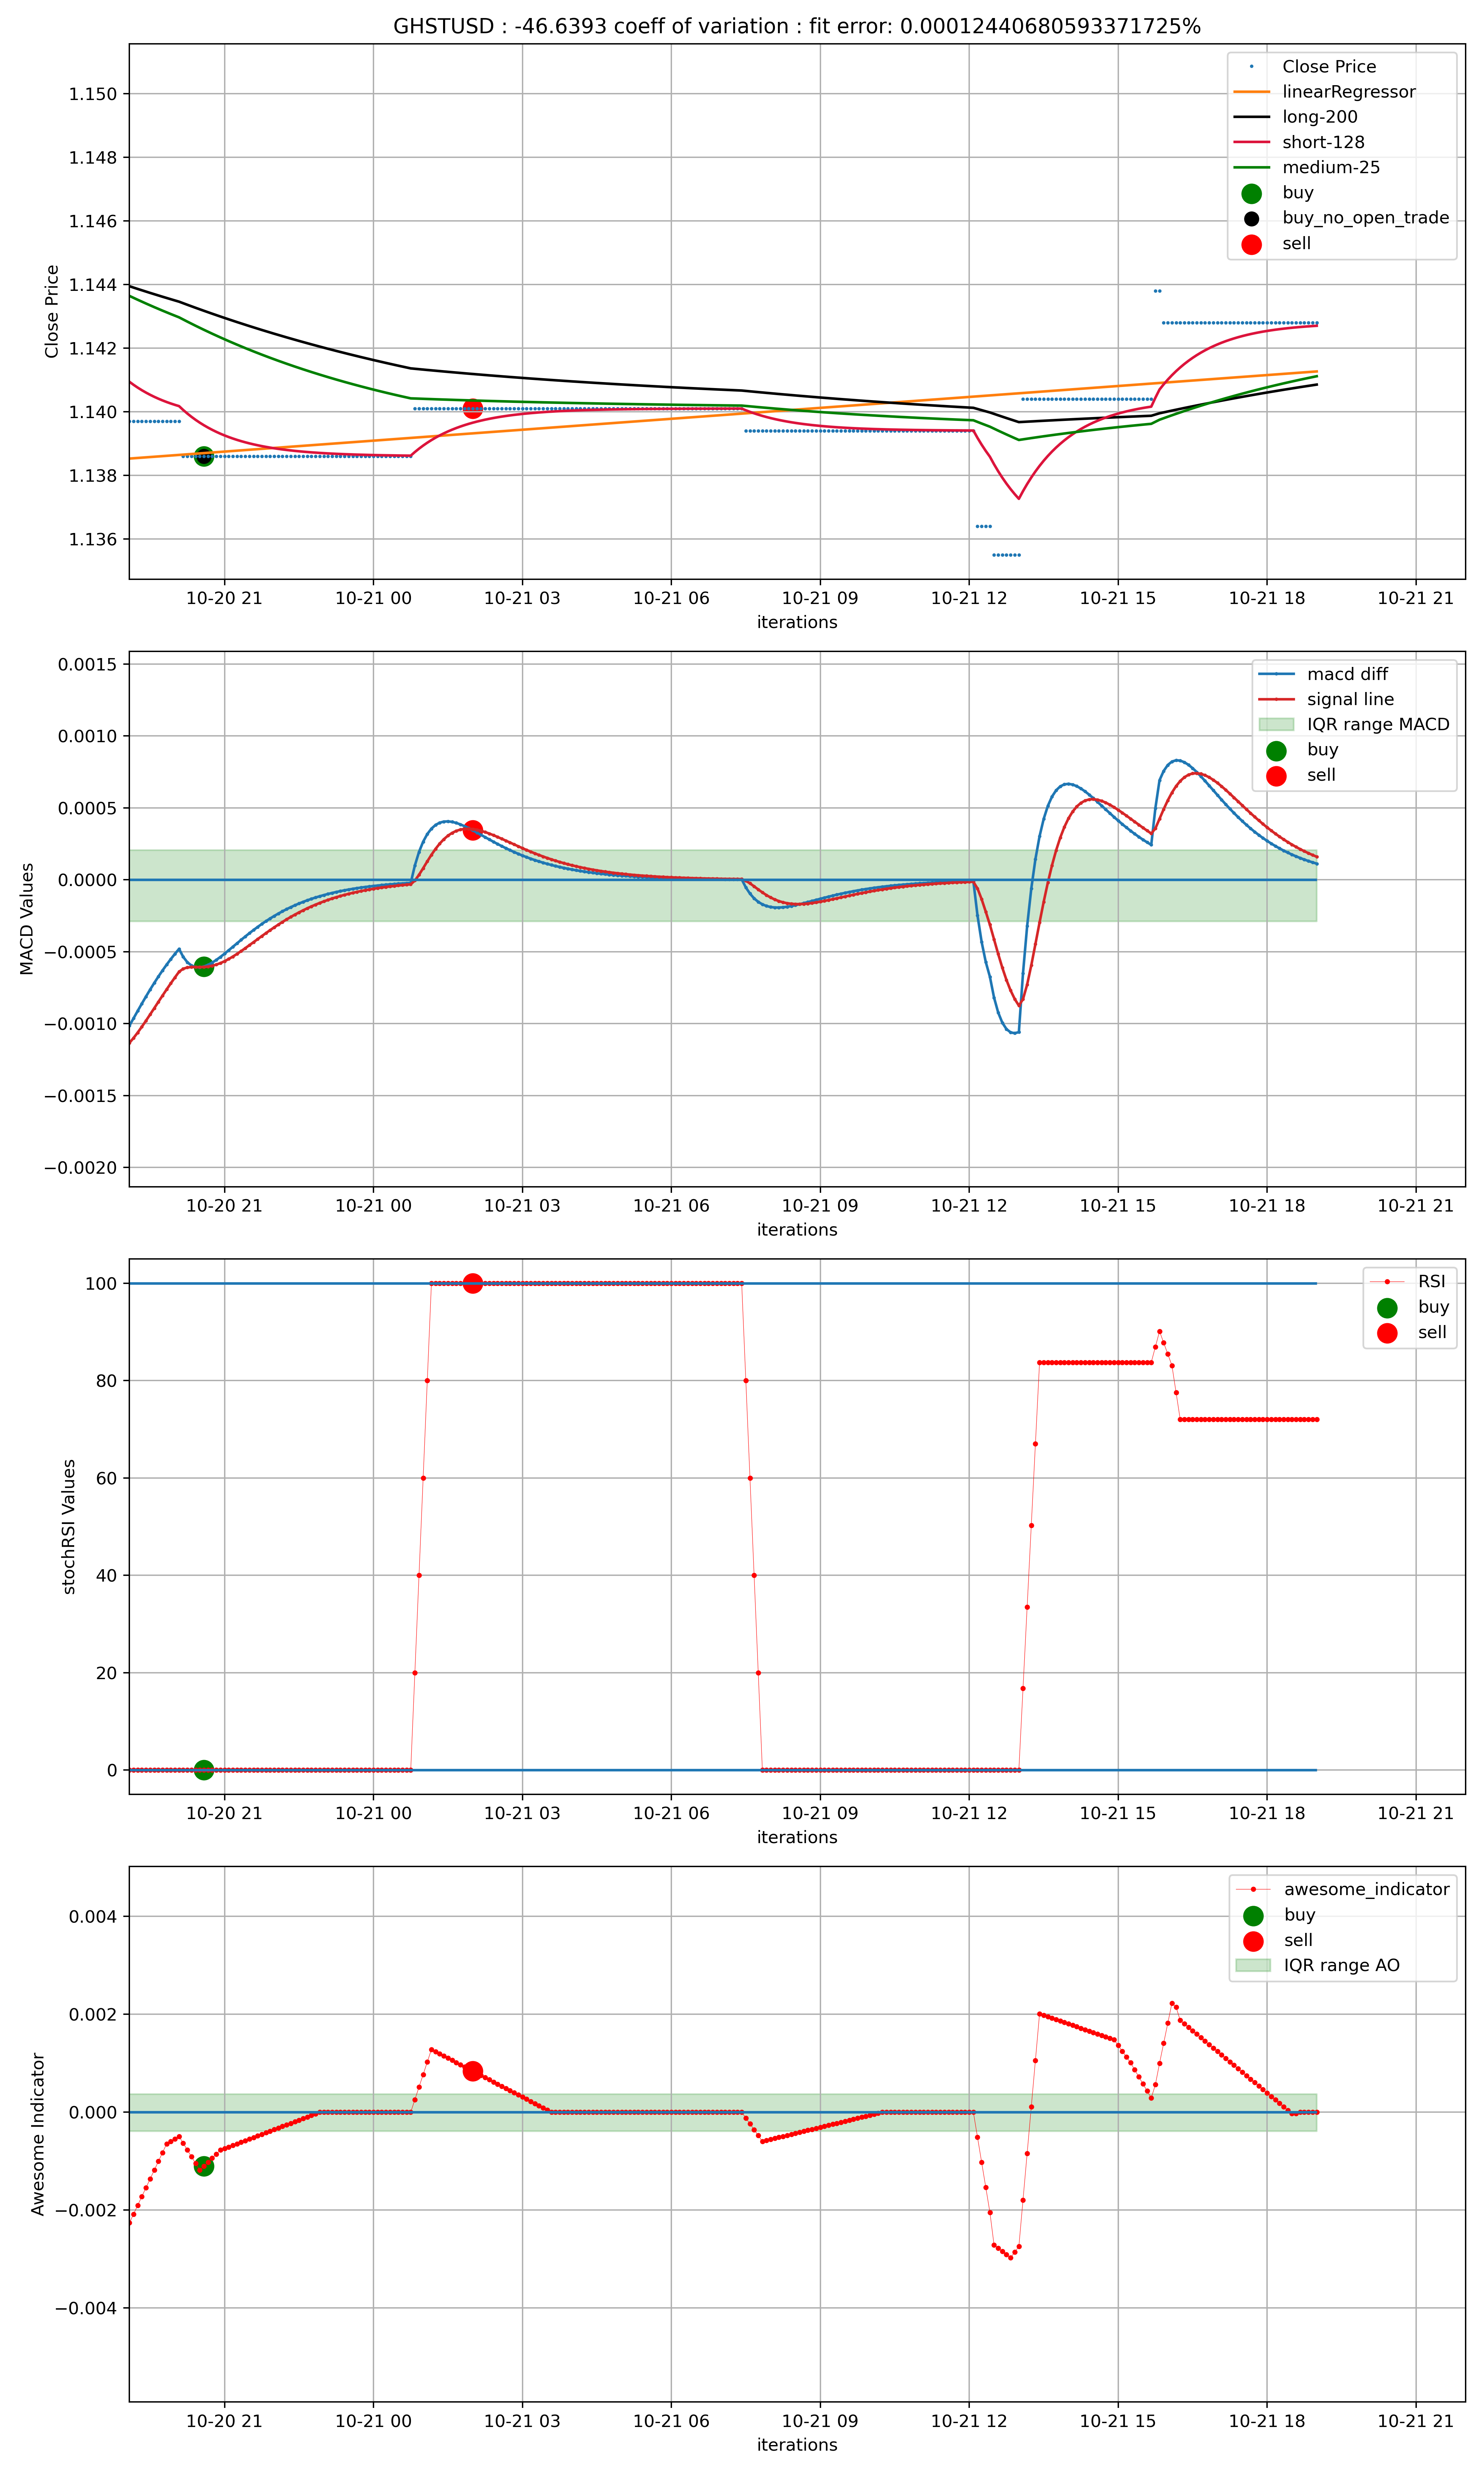 GHSTUSD : -46.6393 coeff of variation : fit error: 0.00012440680593371725%
Close Price
1.150
1.148
1.146
1.144
1.142
1.140
1.138
1.136
Close Price
linearRegressor
long-200
short-128
medium-25
buy
buy_no_open_trade
sell
10-20 21 10-21 00 10-21 03 10-21 06 10-21 09 10-21 12 10-21 15 10-21 18 10-21 21
iterations
MACD Values
0.0015
0.0010
0.0005
0.0000
−0.0005
−0.0010
−0.0015
−0.0020
macd diff
signal line
IQR range MACD
buy
sell
10-20 21 10-21 00 10-21 03 10-21 06 10-21 09 10-21 12 10-21 15 10-21 18 10-21 21
iterations
stochRSI Values
100
80
60
40
20
0
RSI
buy
sell
10-20 21 10-21 00 10-21 03 10-21 06 10-21 09 10-21 12 10-21 15 10-21 18 10-21 21
iterations
Awesome Indicator
0.004
0.002
0.000
−0.002
−0.004
awesome_indicator
buy
sell
IQR range AO
10-20 21 10-21 00 10-21 03 10-21 06 10-21 09 10-21 12 10-21 15 10-21 18 10-21 21
iterations